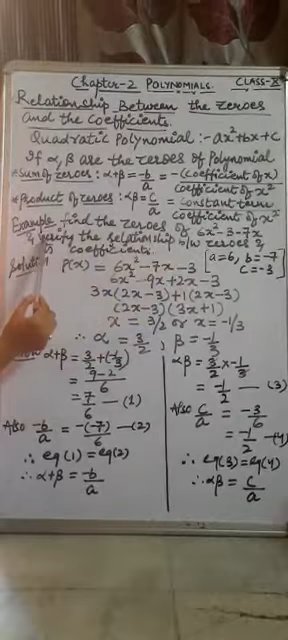 Chapter-2 POLYNOMIALS. CLASS-X
Relationship Between the zeroes
and the coefficients.
Quadratic Polynomial :- ax²+bx+c
If α, β are the zeroes of Polynomial
*Sum of zeroes : α+β = -b/a = -(coefficient of x)/coefficient of x²
*Product of zeroes : αβ = c/a = constant term/coefficient of x²
Example find the zeroes of 6x²-3-7x
& verify the relationship b/w zeroes &
coefficients.
P(x) = 6x²-7x-3 [a=6, b=-7
c=-3]
6x²-9x+2x-3
3x(2x-3)+1(2x-3)
(2x-3)(3x+1)
x = 3/2 or x = -1/3
∴ α = 3/2 , β = -1/3
α+β = 3/2+(-1/3)
= 9-2/6
= 7/6 — (1)
Also -b/a = -(-7)/6 — (2)
∴ eq(1) = eq(2)
∴ α+β = -b/a
αβ = 3/2 × -1/3
= -1/2 — (3)
Also c/a = -3/6
= -1/2 — (4)
∴ eq(3) = eq(4)
∴ αβ = c/a